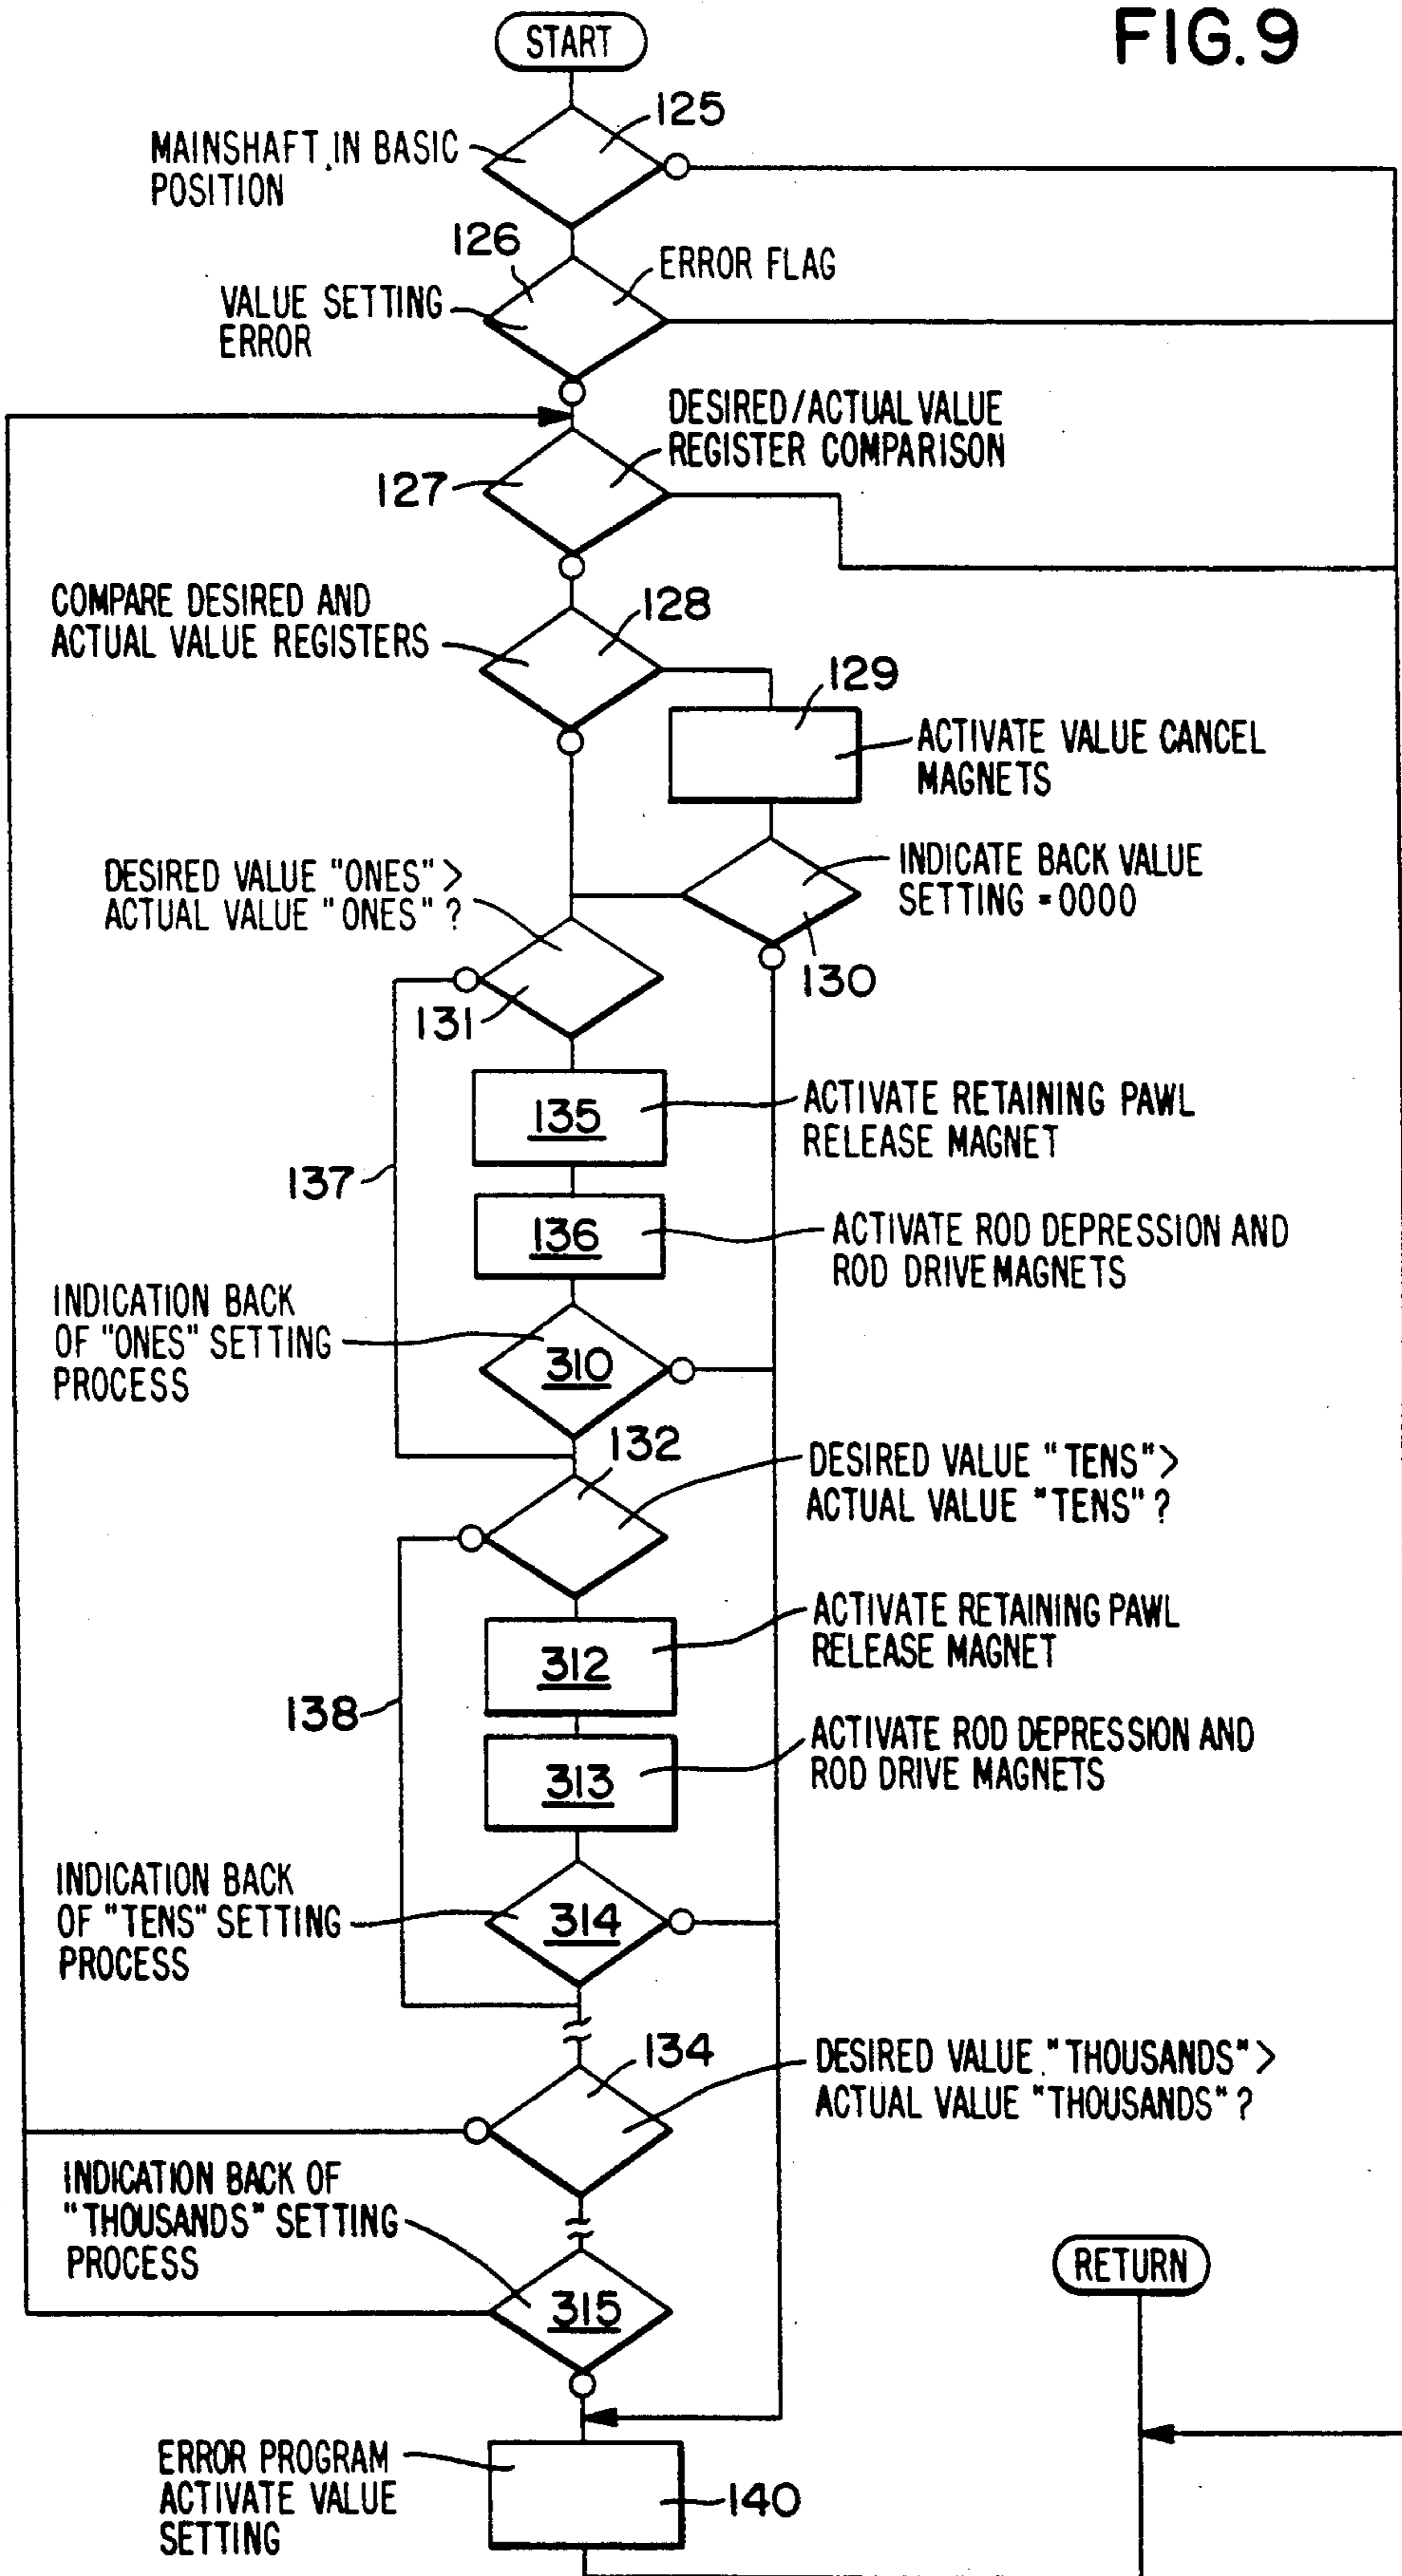 FIG. 9
START
125
MAINSHAFT IN BASIC
POSITION
126
ERROR FLAG
VALUE SETTING
ERROR
DESIRED/ACTUAL VALUE
REGISTER COMPARISON
127
COMPARE DESIRED AND
ACTUAL VALUE REGISTERS
128
129
ACTIVATE VALUE CANCEL
MAGNETS
DESIRED VALUE "ONES" >
ACTUAL VALUE "ONES" ?
INDICATE BACK VALUE
SETTING = 0000
130
131
135
ACTIVATE RETAINING PAWL
RELEASE MAGNET
137
136
ACTIVATE ROD DEPRESSION AND
ROD DRIVE MAGNETS
INDICATION BACK
OF "ONES" SETTING
PROCESS
310
132
DESIRED VALUE "TENS" >
ACTUAL VALUE "TENS" ?
312
ACTIVATE RETAINING PAWL
RELEASE MAGNET
138
313
ACTIVATE ROD DEPRESSION AND
ROD DRIVE MAGNETS
INDICATION BACK
OF "TENS" SETTING
PROCESS
314
134
DESIRED VALUE "THOUSANDS" >
ACTUAL VALUE "THOUSANDS" ?
INDICATION BACK OF
"THOUSANDS" SETTING
PROCESS
315
RETURN
ERROR PROGRAM
ACTIVATE VALUE
SETTING
140